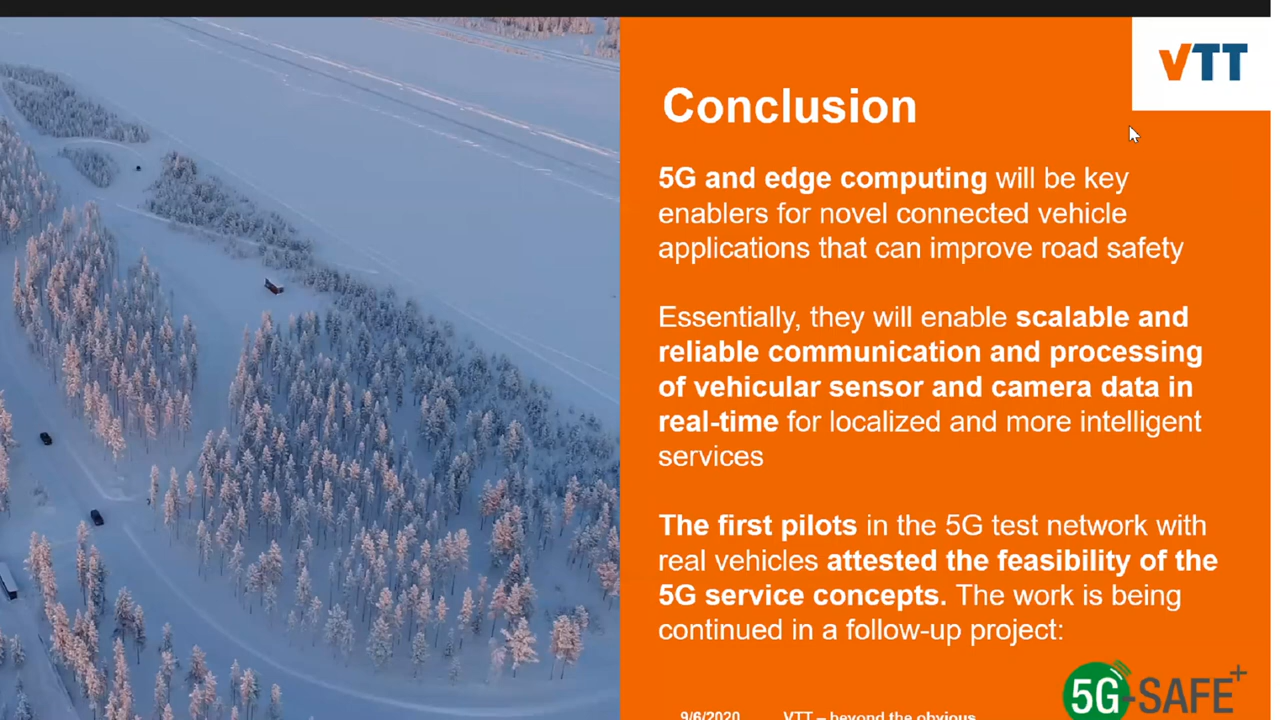 VTT
Conclusion
5G and edge computing will be key
enablers for novel connected vehicle
applications that can improve road safety
Essentially, they will enable scalable and
reliable communication and processing
of vehicular sensor and camera data in
real-time for localized and more intelligent
services
The first pilots in the 5G test network with
real vehicles attested the feasibility of the
5G service concepts. The work is being
continued in a follow-up project:
5G-SAFE+
9/6/2020 VTT – beyond the obvious